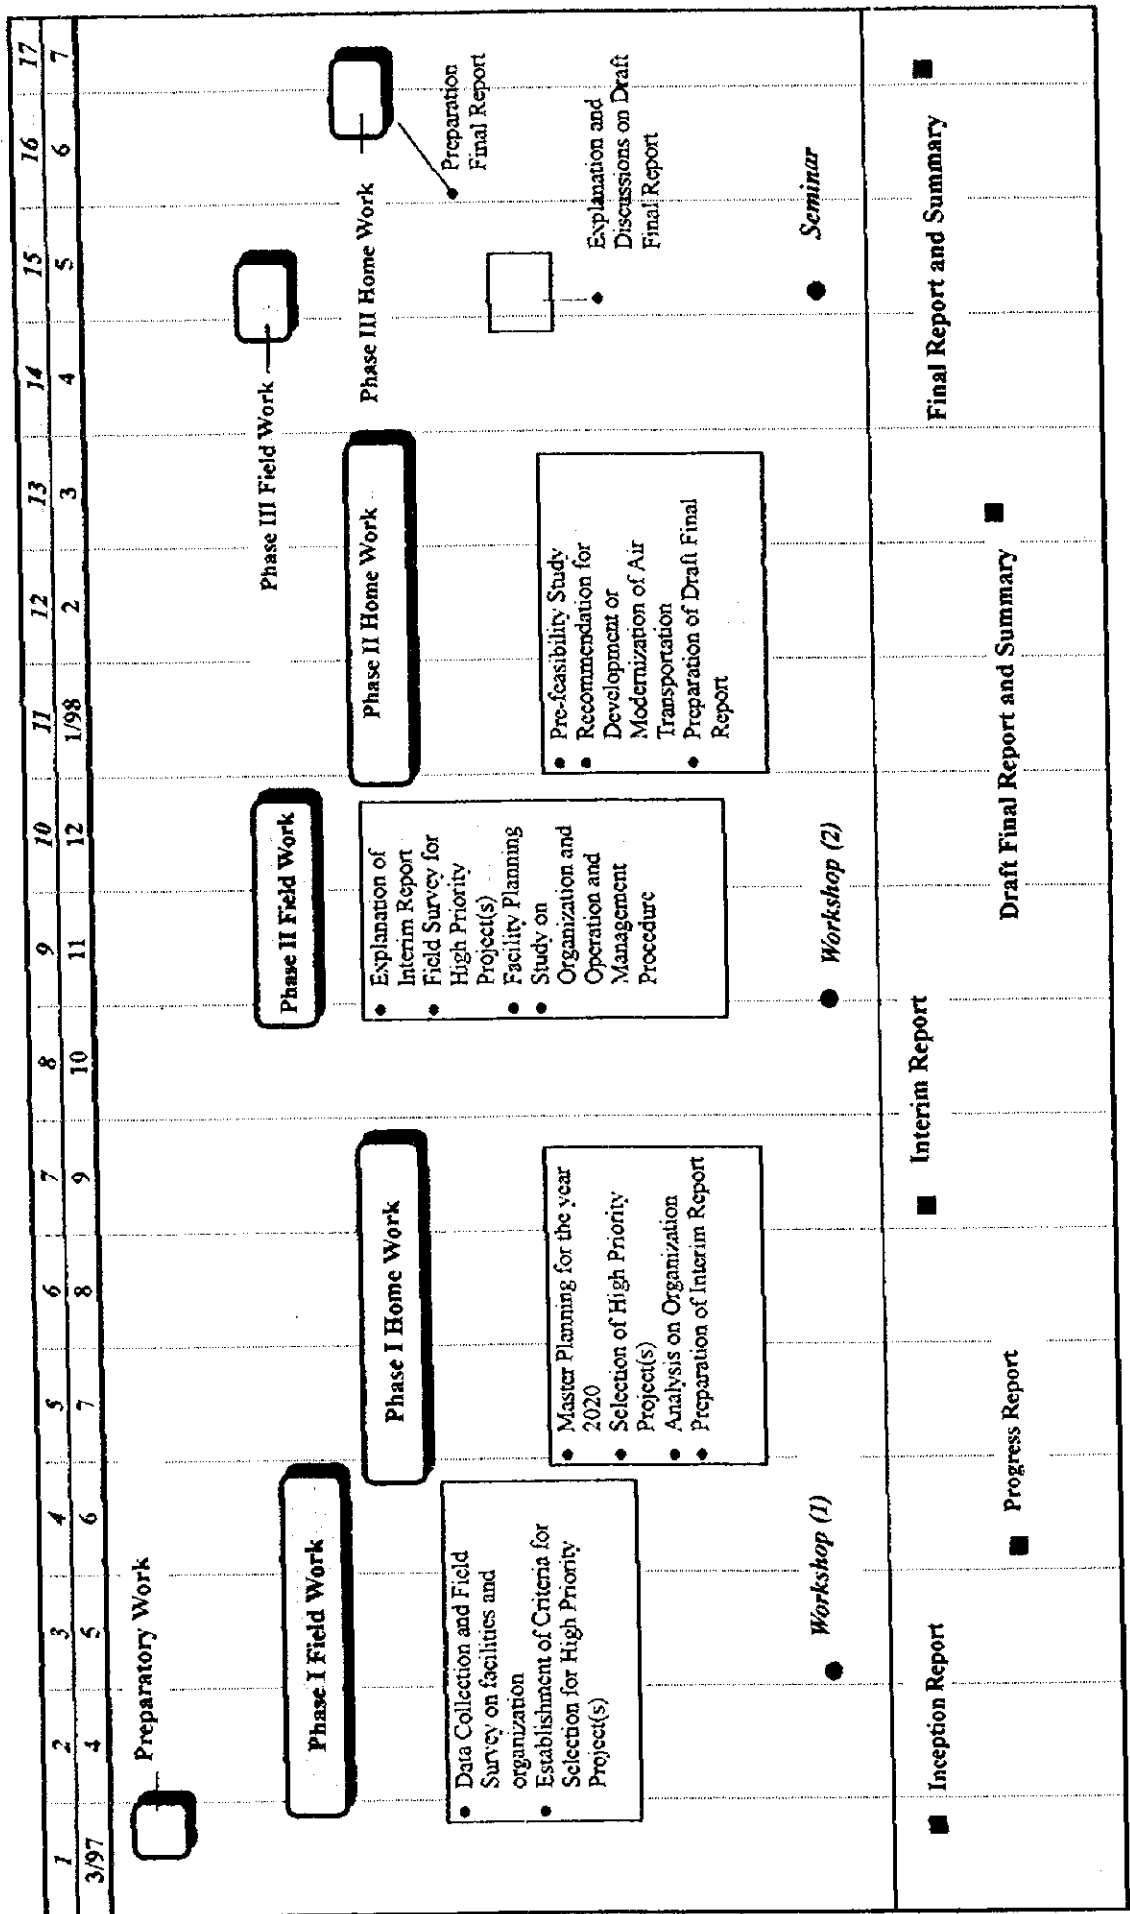 1 2 3 4 5 6 7 8 9 10 11 12 13 14 15 16 17
3/97 4 5 6 7 8 9 10 11 12 1/98 2 3 4 5 6 7
Preparatory Work
Phase I Field Work
• Data Collection and Field
Survey on facilities and
organization
• Establishment of Criteria for
Selection for High Priority
Project(s)
Phase I Home Work
• Master Planning for the year
2020
• Selection of High Priority
Project(s)
• Analysis on Organization
• Preparation of Interim Report
Phase II Field Work
• Explanation of
Interim Report
• Field Survey for
High Priority
Project(s)
• Facility Planning
• Study on
Organization and
Operation and
Management
Procedure
Phase II Home Work
• Pre-feasibility Study
• Recommendation for
Development or
Modernization of Air
Transportation
• Preparation of Draft Final
Report
Phase III Field Work
• Explanation and
Discussions on Draft
Final Report
Phase III Home Work
• Preparation
Final Report
● Workshop (1)
● Workshop (2)
● Seminar
■ Inception Report
■ Progress Report
■ Interim Report
Draft Final Report and Summary ■
Final Report and Summary ■